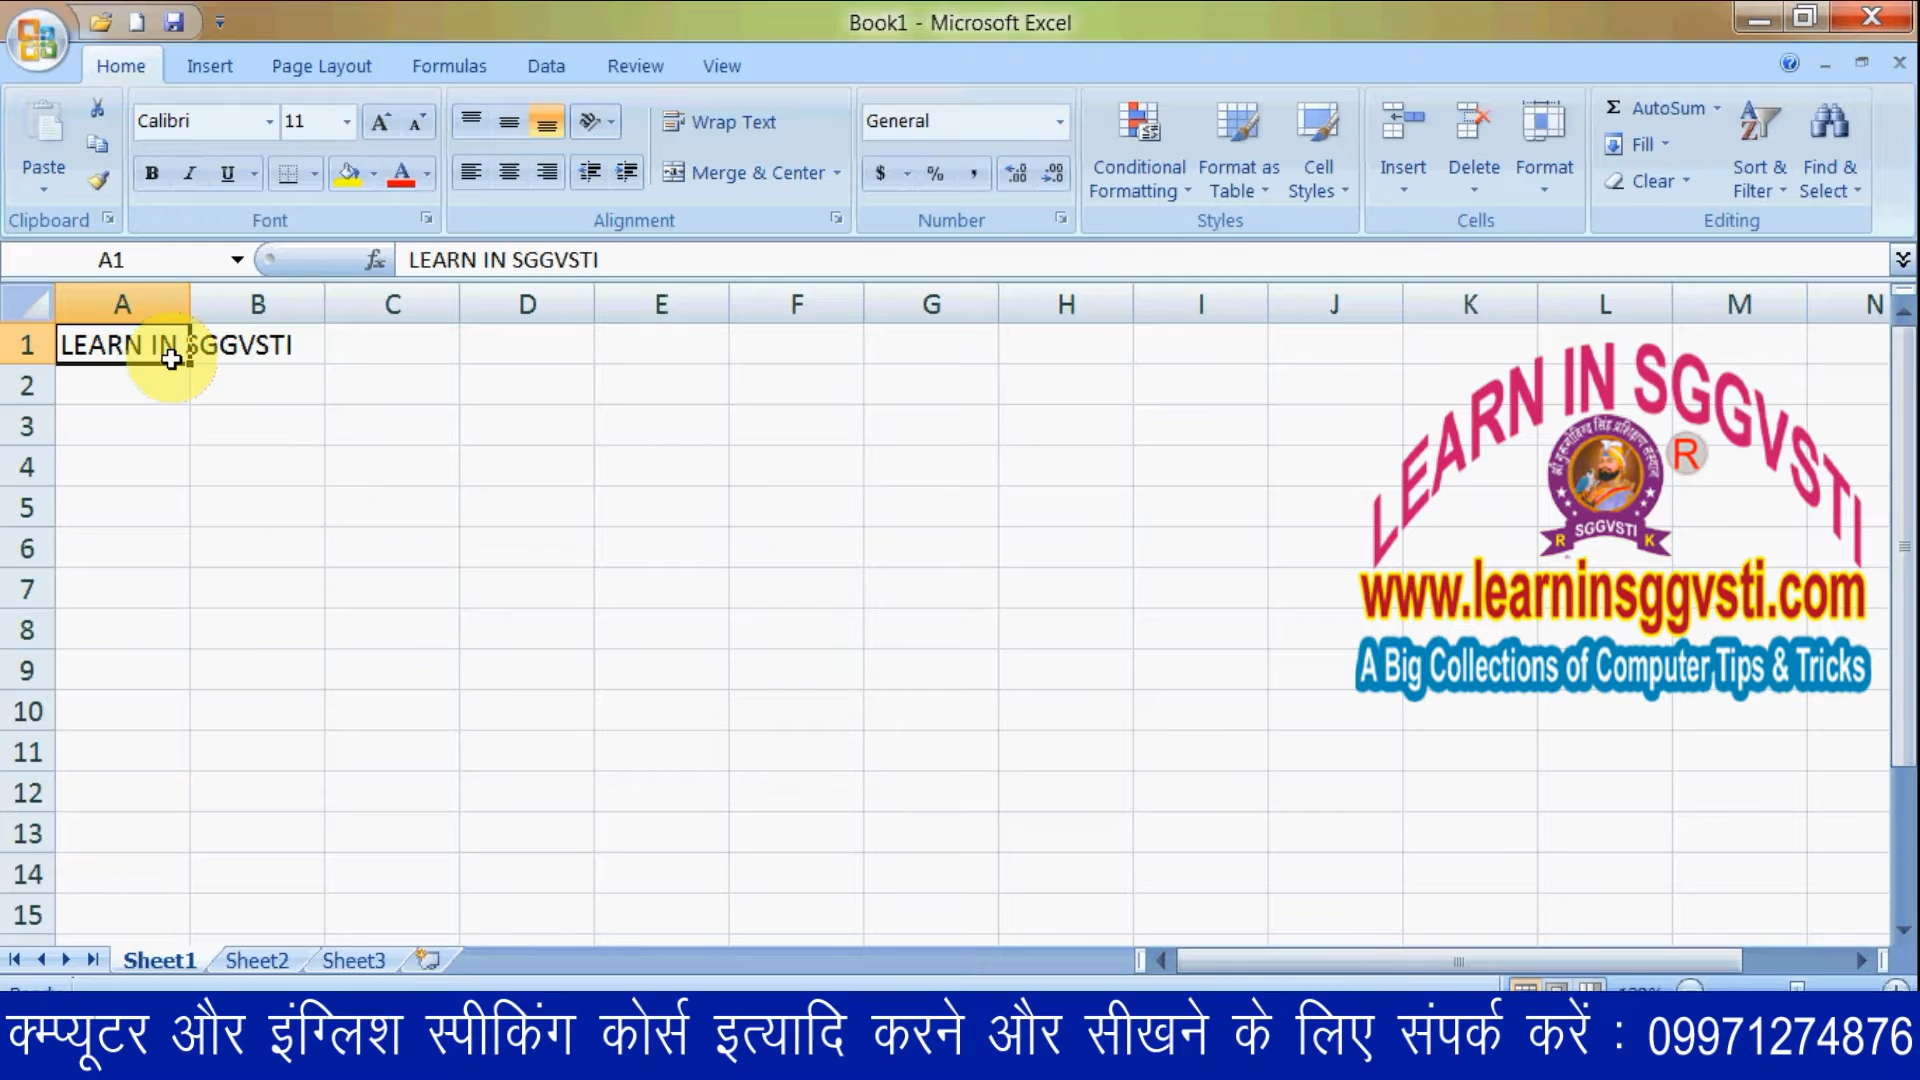 Book1 - Microsoft Excel
Home Insert Page Layout Formulas Data Review View
Calibri 11 Wrap Text General Σ AutoSum
Paste B I U Merge & Center $ % , Conditional Formatting Format as Table Cell Styles Insert Delete Format Fill Clear Sort & Filter Find & Select
Clipboard Font Alignment Number Styles Cells Editing
A1 fx LEARN IN SGGVSTI
A B C D E F G H I J K L M N
1 LEARN IN SGGVSTI
2
3
4
5
6
7
8
9
10
11
12
13
14
15
LEARN IN SGGVSTI
R
SGGVSTI
R K
www.learninsggvsti.com
A Big Collections of Computer Tips & Tricks
Sheet1 Sheet2 Sheet3
क्म्प्यूटर और इंग्लिश स्पीकिंग कोर्स इत्यादि करने और सीखने के लिए संपर्क करें : 09971274876